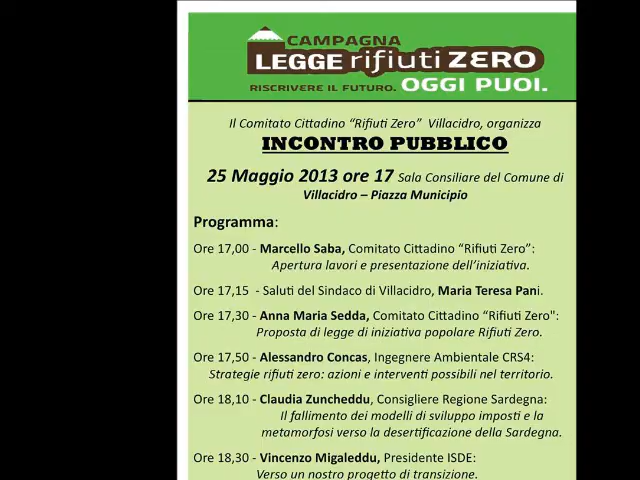 CAMPAGNA
LEGGE rifiuti ZERO
RISCRIVERE IL FUTURO. OGGI PUOI.
Il Comitato Cittadino “Rifiuti Zero” Villacidro, organizza
INCONTRO PUBBLICO
25 Maggio 2013 ore 17 Sala Consiliare del Comune di
Villacidro – Piazza Municipio
Programma:
Ore 17,00 - Marcello Saba, Comitato Cittadino “Rifiuti Zero”:
Apertura lavori e presentazione dell’iniziativa.
Ore 17,15 - Saluti del Sindaco di Villacidro, Maria Teresa Pani.
Ore 17,30 - Anna Maria Sedda, Comitato Cittadino “Rifiuti Zero":
Proposta di legge di iniziativa popolare Rifiuti Zero.
Ore 17,50 - Alessandro Concas, Ingegnere Ambientale CRS4:
Strategie rifiuti zero: azioni e interventi possibili nel territorio.
Ore 18,10 - Claudia Zuncheddu, Consigliere Regione Sardegna:
Il fallimento dei modelli di sviluppo imposti e la
metamorfosi verso la desertificazione della Sardegna.
Ore 18,30 - Vincenzo Migaleddu, Presidente ISDE:
Verso un nostro progetto di transizione.